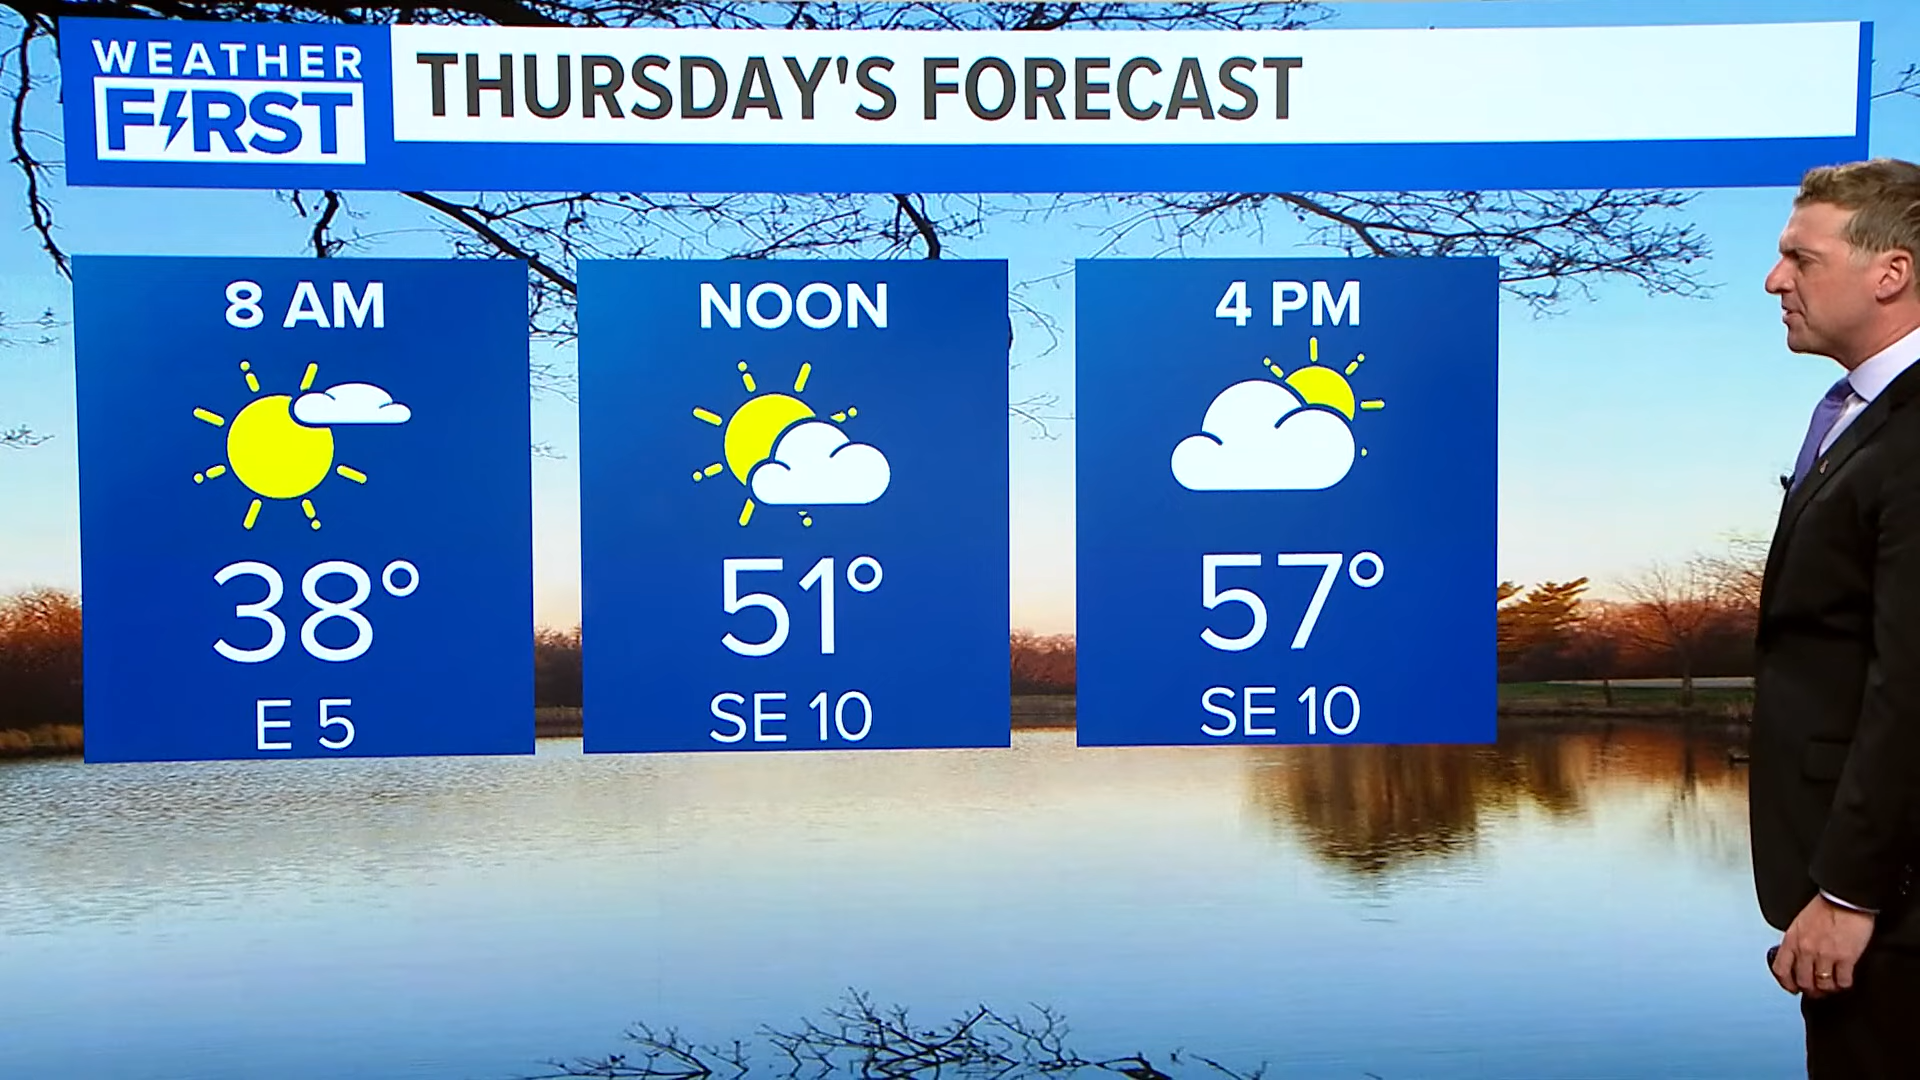 WEATHER
FIRST
THURSDAY'S FORECAST
8 AM
38°
E 5
NOON
51°
SE 10
4 PM
57°
SE 10